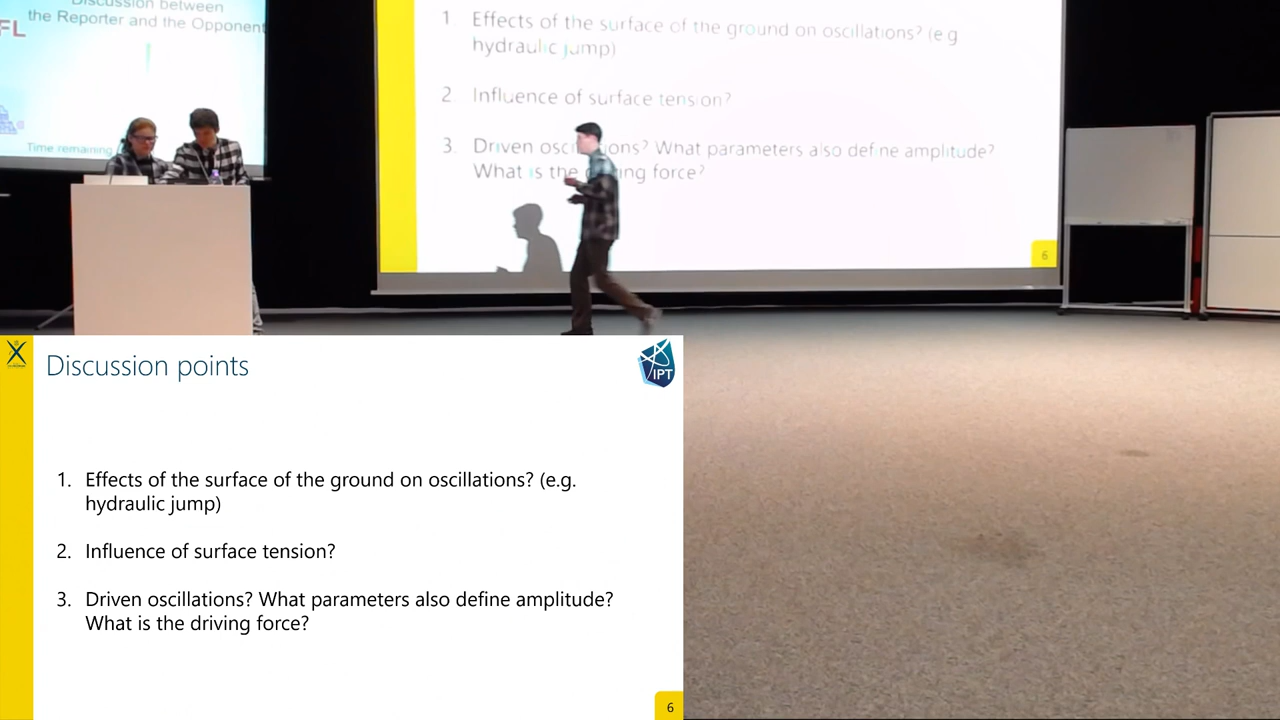 Discussion between
the Reporter and the Opponent
FL
Time remaining
1. Effects of the surface of the ground on oscillations? (e.g
hydraulic jump)
2. Influence of surface tension?
3. Driven oscillations? What parameters also define amplitude?
What is the driving force?
6
Discussion points
IPT
1. Effects of the surface of the ground on oscillations? (e.g.
hydraulic jump)
2. Influence of surface tension?
3. Driven oscillations? What parameters also define amplitude?
What is the driving force?
6